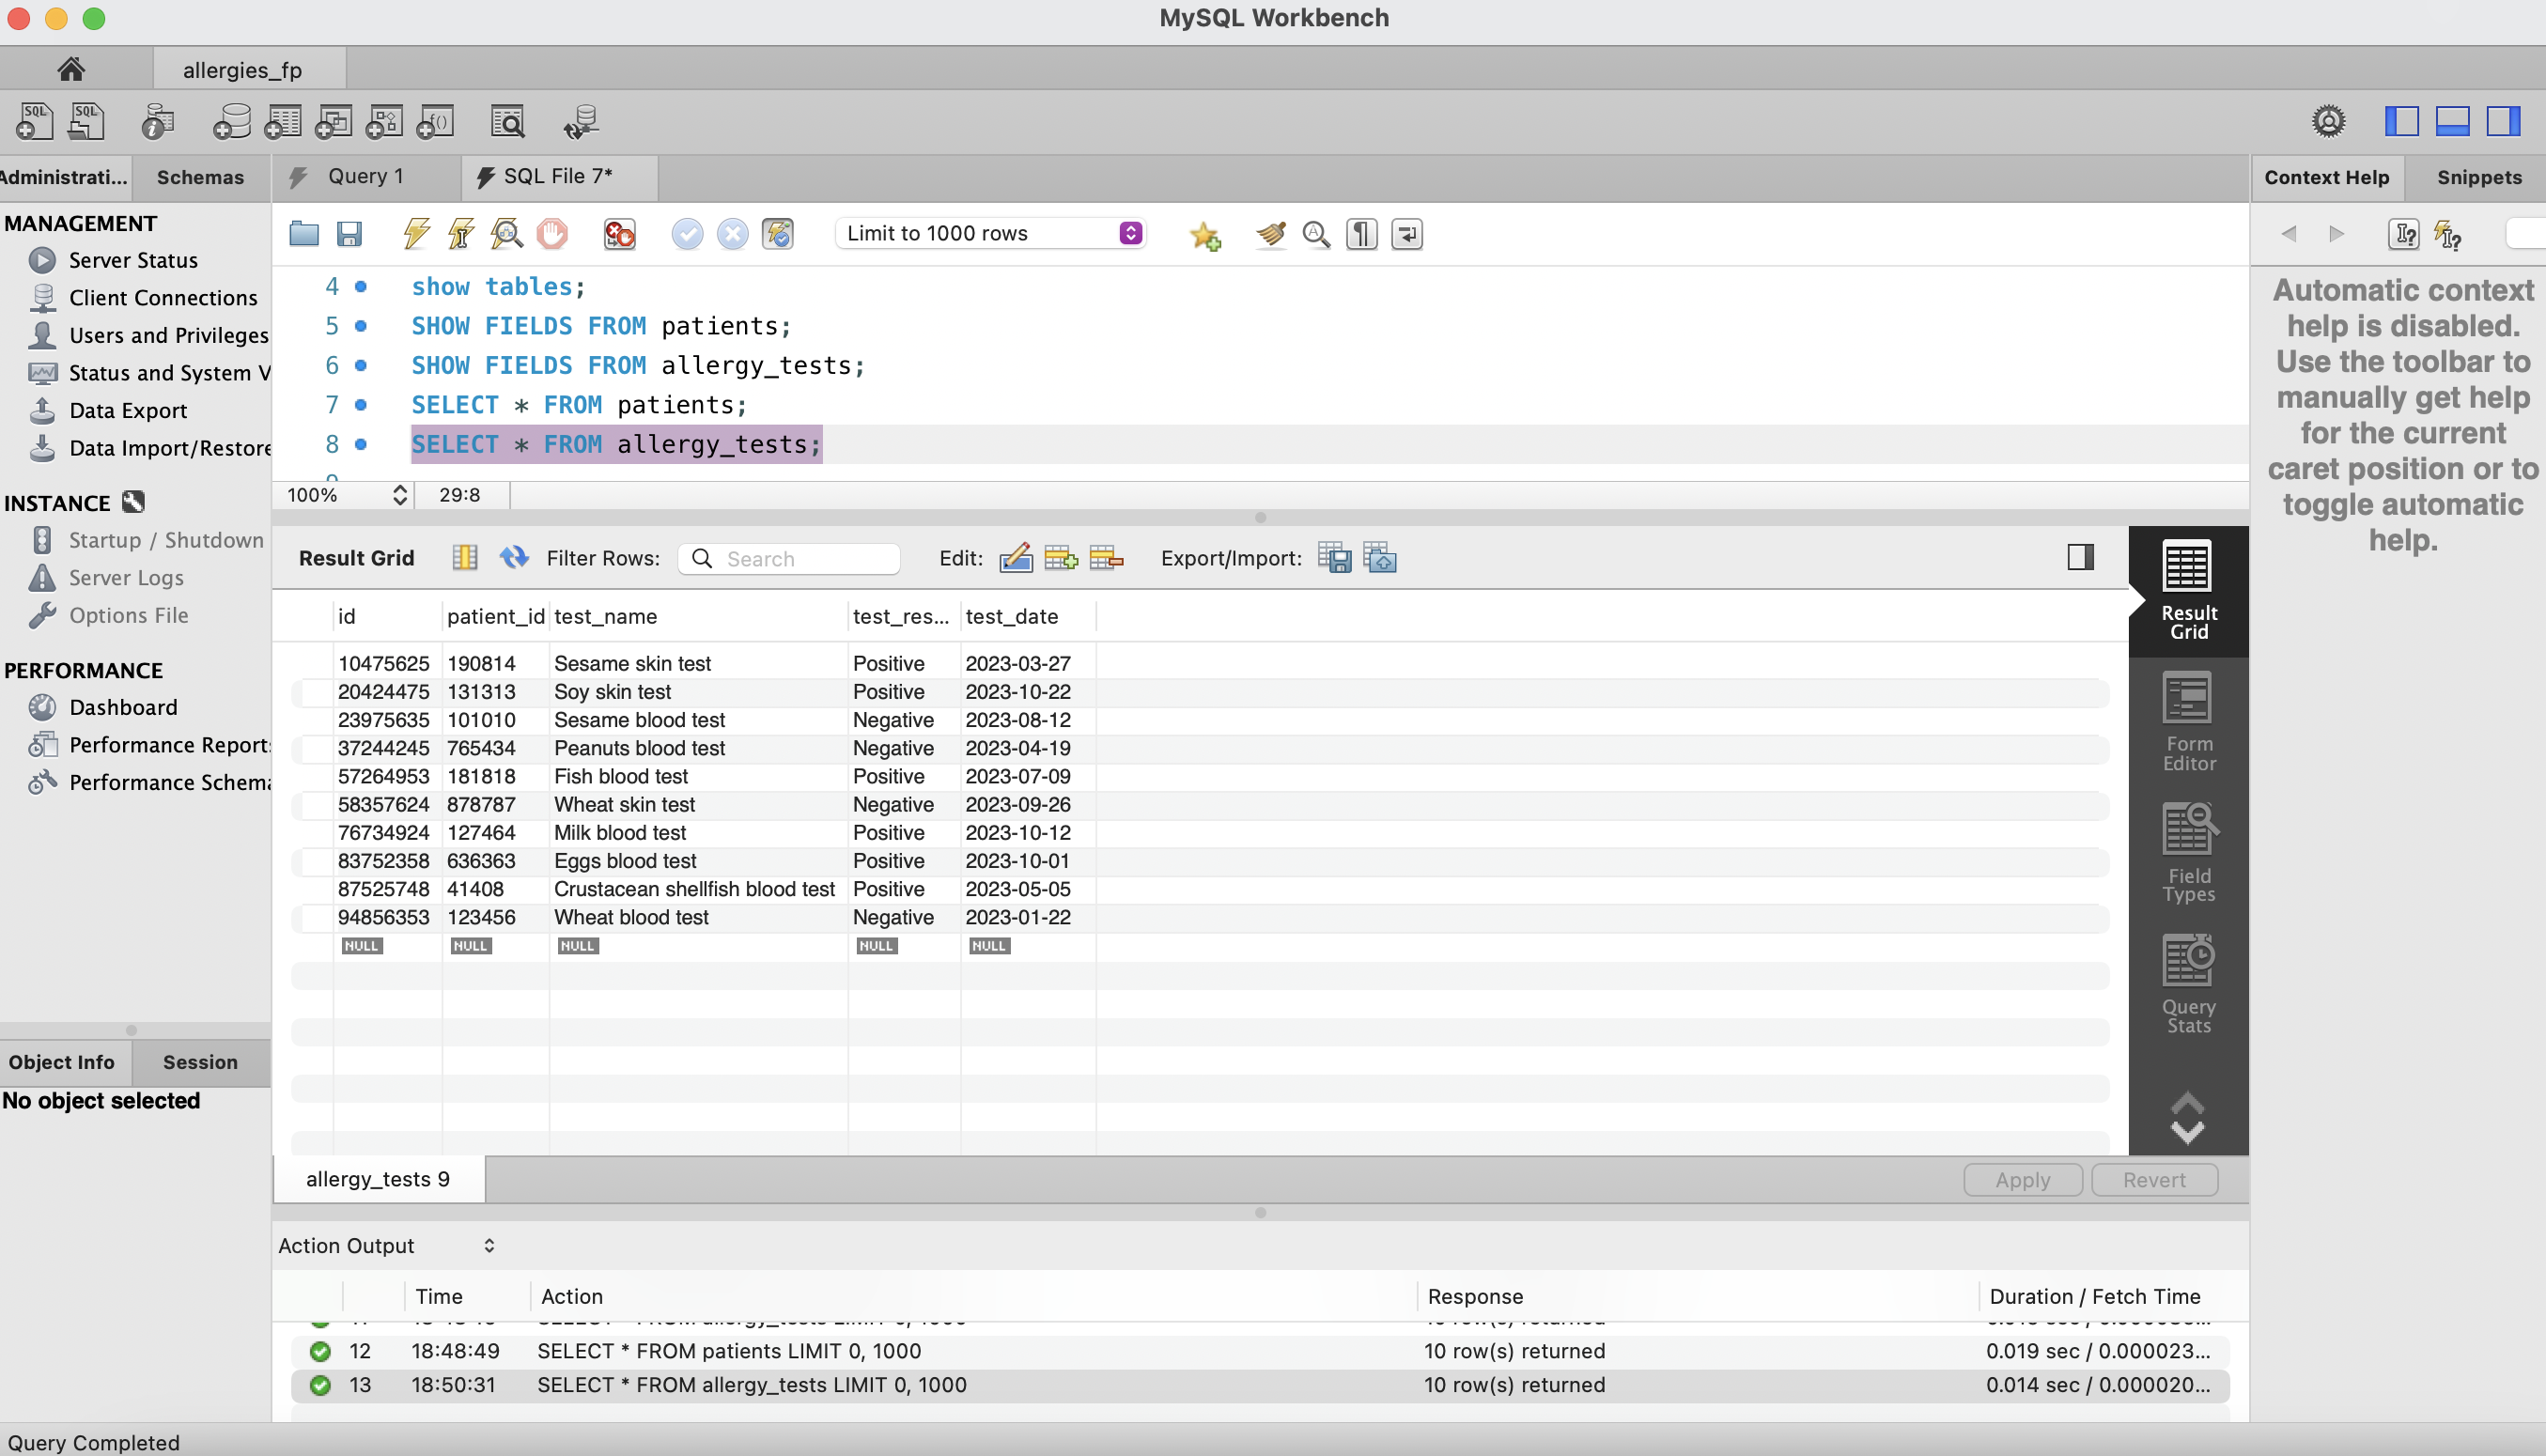 MySQL Workbench
allergies_fp
Administrati...
Schemas
Query 1
SQL File 7*
Context Help
Snippets
MANAGEMENT
Server Status
Client Connections
Users and Privileges
Status and System V
Data Export
Data Import/Restore
INSTANCE
Startup / Shutdown
Server Logs
Options File
PERFORMANCE
Dashboard
Performance Report
Performance Schema
Object Info
Session
No object selected
Limit to 1000 rows
4 show tables;
5 SHOW FIELDS FROM patients;
6 SHOW FIELDS FROM allergy_tests;
7 SELECT * FROM patients;
8 SELECT * FROM allergy_tests;
100% 29:8
Result Grid Filter Rows: Search Edit: Export/Import:
id patient_id test_name test_res... test_date
10475625 190814 Sesame skin test Positive 2023-03-27
20424475 131313 Soy skin test Positive 2023-10-22
23975635 101010 Sesame blood test Negative 2023-08-12
37244245 765434 Peanuts blood test Negative 2023-04-19
57264953 181818 Fish blood test Positive 2023-07-09
58357624 878787 Wheat skin test Negative 2023-09-26
76734924 127464 Milk blood test Positive 2023-10-12
83752358 636363 Eggs blood test Positive 2023-10-01
87525748 41408 Crustacean shellfish blood test Positive 2023-05-05
94856353 123456 Wheat blood test Negative 2023-01-22
NULL NULL NULL NULL NULL
Result
Grid
Form
Editor
Field
Types
Query
Stats
allergy_tests 9
Apply
Revert
Action Output
Time Action Response Duration / Fetch Time
12 18:48:49 SELECT * FROM patients LIMIT 0, 1000 10 row(s) returned 0.019 sec / 0.000023...
13 18:50:31 SELECT * FROM allergy_tests LIMIT 0, 1000 10 row(s) returned 0.014 sec / 0.000020...
Automatic context
help is disabled.
Use the toolbar to
manually get help
for the current
caret position or to
toggle automatic
help.
Query Completed